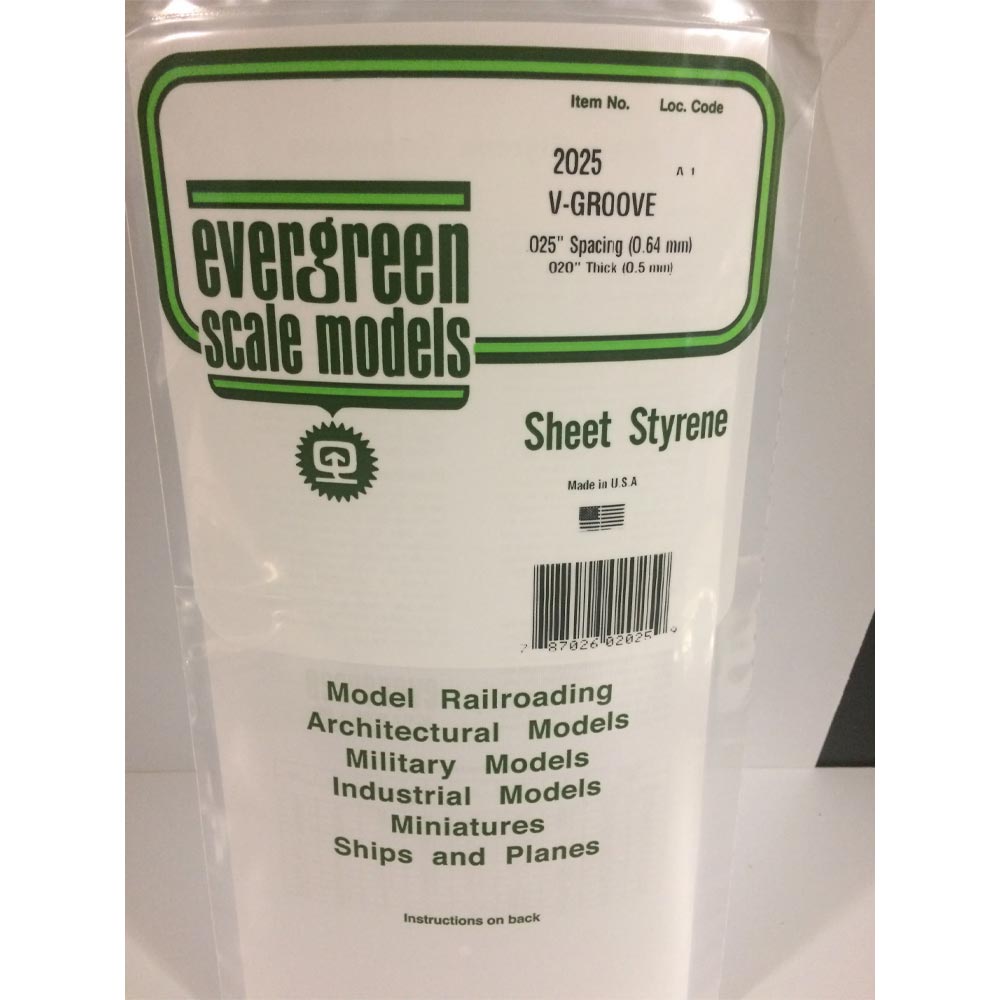 Item No. Loc. Code
2025 A 1
V-GROOVE
.025" Spacing (0.64 mm)
.020" Thick (0.5 mm)
evergreen
scale models
Sheet Styrene
Made in U.S.A
7 87026 02025 9
Model Railroading
Architectural Models
Military Models
Industrial Models
Miniatures
Ships and Planes
Instructions on back